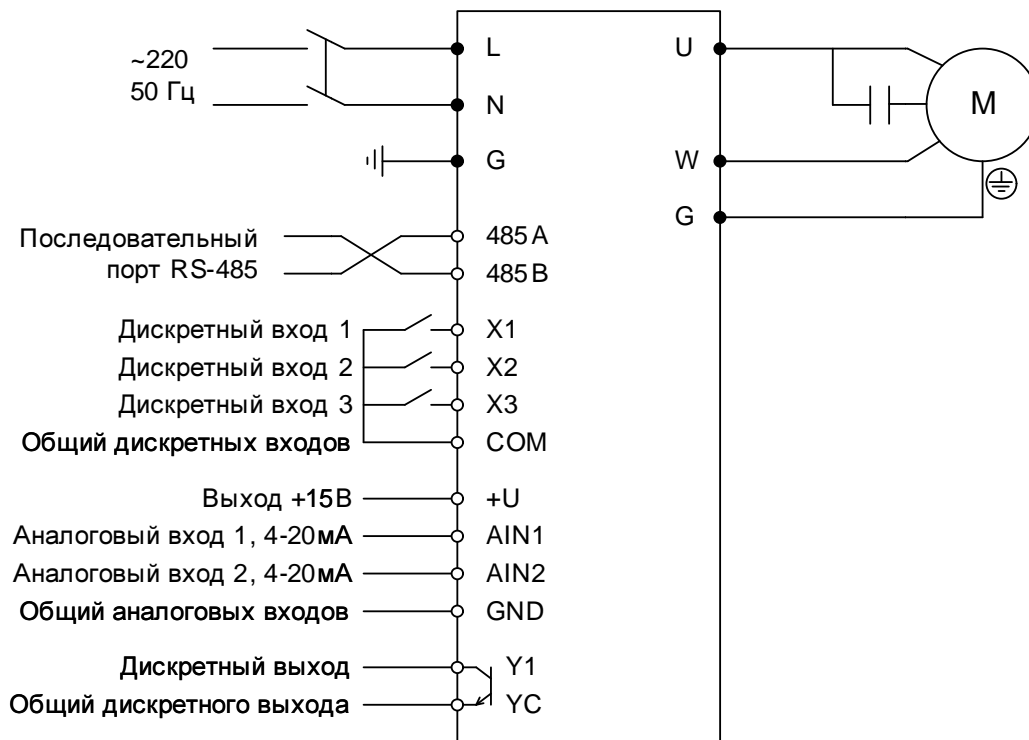 ~220
50 Гц
L
N
G
U
W
G
M
Последовательный
порт RS-485
485A
485B
Дискретный вход 1
X1
Дискретный вход 2
X2
Дискретный вход 3
X3
Общий дискретных входов
COM
Выход +15В
+U
Аналоговый вход 1, 4-20мА
AIN1
Аналоговый вход 2, 4-20мА
AIN2
Общий аналоговых входов
GND
Дискретный выход
Y1
Общий дискретного выхода
YC